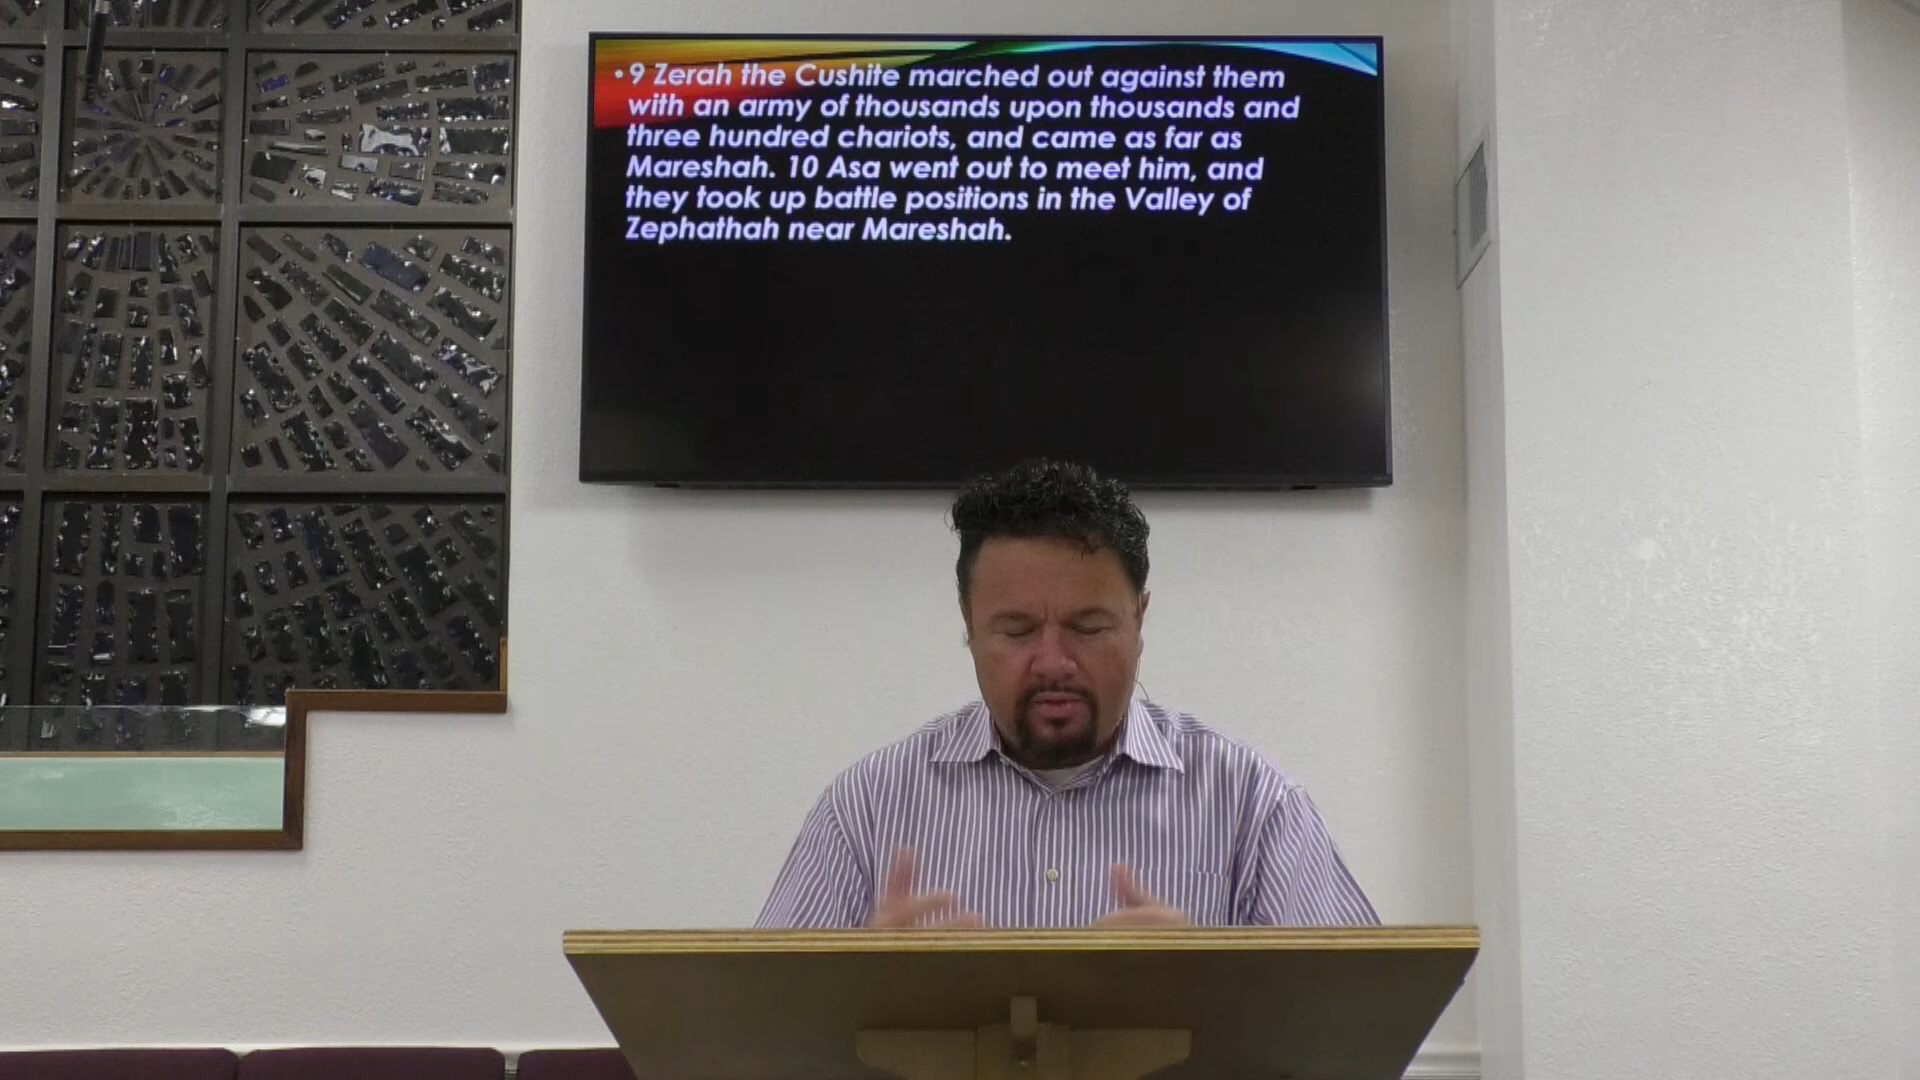 •9 Zerah the Cushite marched out against them
with an army of thousands upon thousands and
three hundred chariots, and came as far as
Mareshah. 10 Asa went out to meet him, and
they took up battle positions in the Valley of
Zephathah near Mareshah.